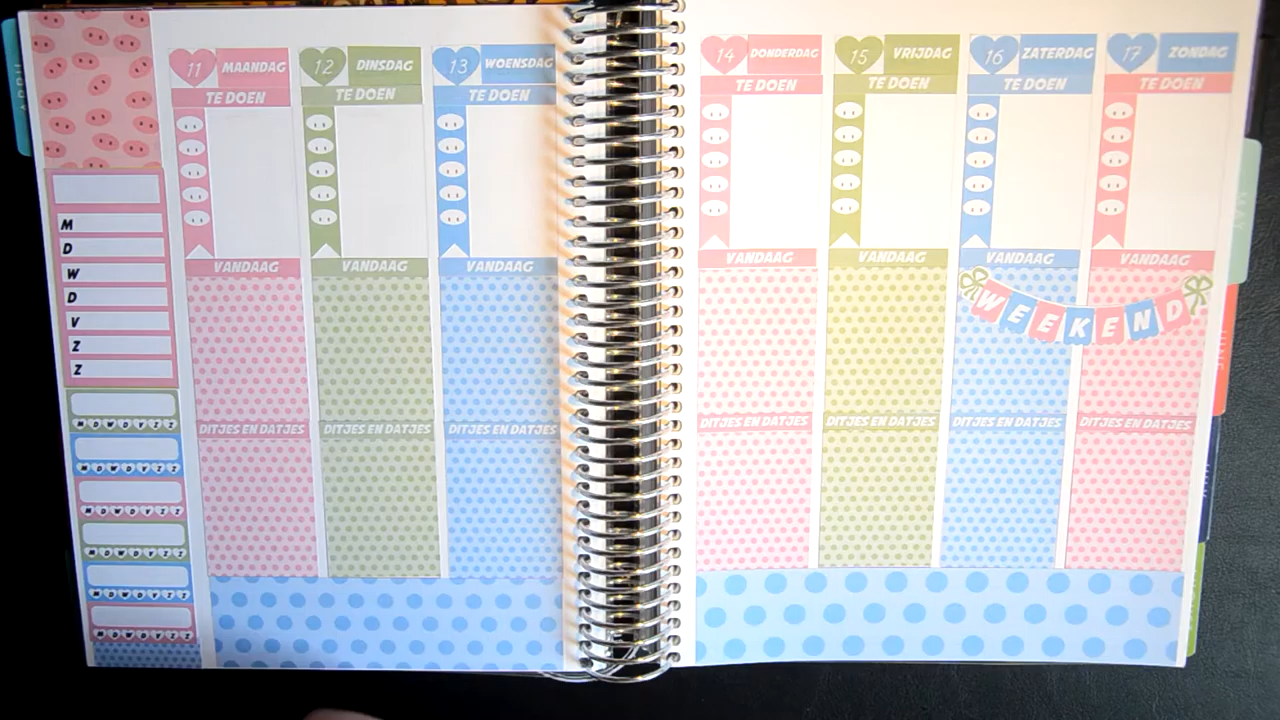 11 MAANDAG
12 DINSDAG
13 WOENSDAG
14 DONDERDAG
15 VRIJDAG
16 ZATERDAG
17 ZONDAG
TE DOEN
TE DOEN
TE DOEN
TE DOEN
TE DOEN
TE DOEN
TE DOEN
M
D
W
D
V
Z
Z
VANDAAG
VANDAAG
VANDAAG
VANDAAG
VANDAAG
VANDAAG
VANDAAG
WEEKEND
DITJES EN DATJES
DITJES EN DATJES
DITJES EN DATJES
DITJES EN DATJES
DITJES EN DATJES
DITJES EN DATJES
DITJES EN DATJES
M D W D V Z Z
M D W D V Z Z
M D W D V Z Z
M D W D V Z Z
M D W D V Z Z
M D W D V Z Z